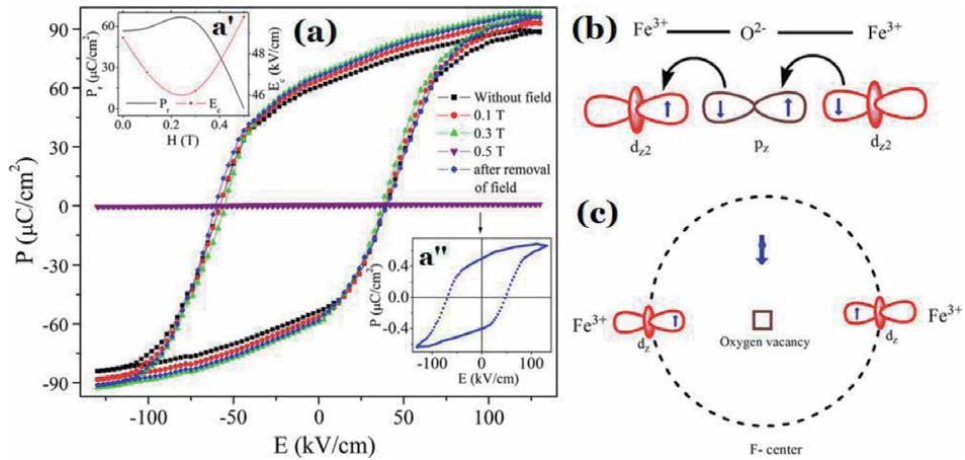 (a)
a'
P_r (μC/cm²)
60
45
30
15
0
0.0
0.2
0.4
H (T)
E_c (kV/cm)
48
46
P_r
E_c
P (μC/cm²)
90
60
30
0
-30
-60
-90
-100
-50
0
50
100
E (kV/cm)
Without field
0.1 T
0.3 T
0.5 T
after removal
of field
a''
P (μC/cm²)
0.4
0.0
-0.4
-100
0
100
E (kV/cm)
(b)
Fe³⁺
O²⁻
Fe³⁺
d_z2
p_z
d_z2
(c)
Fe³⁺
d_z
Oxygen vacancy
d_z
Fe³⁺
F- center